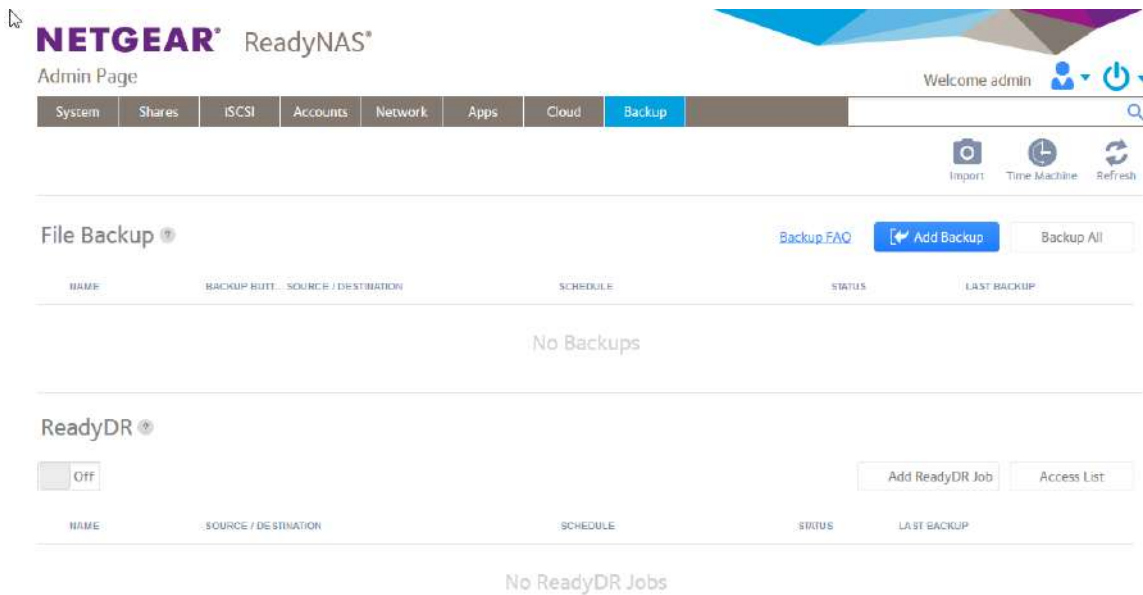 NETGEAR® ReadyNAS®
Admin Page
Welcome admin
System Shares iSCSI Accounts Network Apps Cloud Backup
Import Time Machine Refresh
File Backup ?
Backup FAQ Add Backup Backup All
NAME BACKUP BUTT... SOURCE / DESTINATION SCHEDULE STATUS LAST BACKUP
No Backups
ReadyDR ?
Off Add ReadyDR Job Access List
NAME SOURCE / DESTINATION SCHEDULE STATUS LAST BACKUP
No ReadyDR Jobs